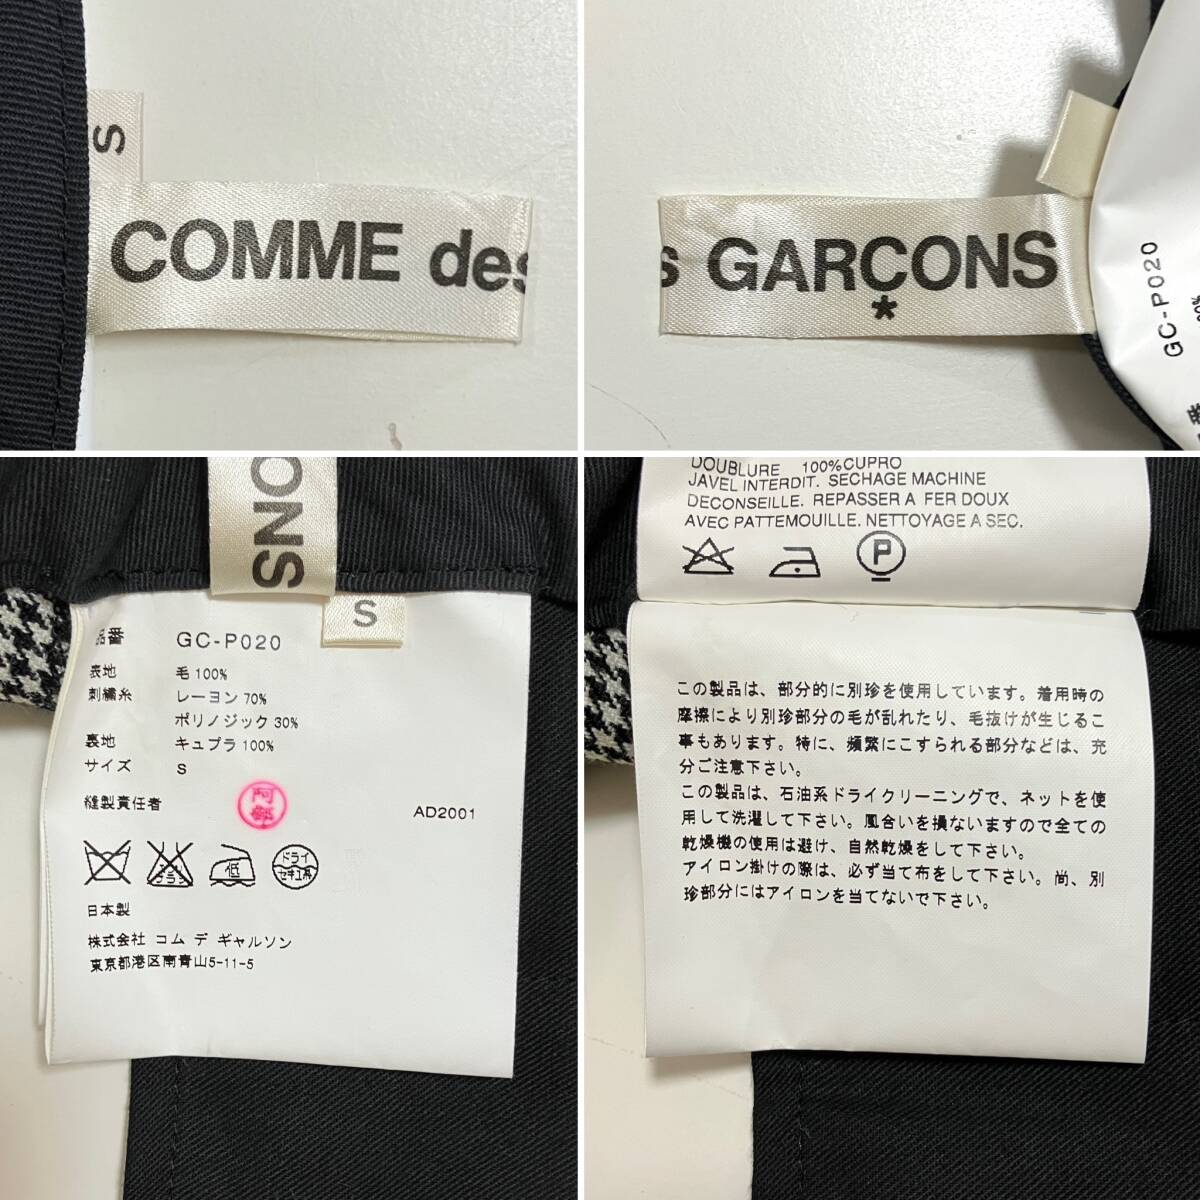 S
COMME des
s GARÇONS
*
GC-P020
ONS
S
品番 GC-P020
表地 毛100%
刺繍糸 レーヨン 70%
ポリノジック 30%
裏地 キュプラ 100%
サイズ S
縫製責任者 阿部 AD2001
低
ドライ
セキユ系
日本製
株式会社 コム デ ギャルソン
東京都港区南青山5-11-5
DOUBLURE 100%CUPRO
JAVEL INTERDIT. SECHAGE MACHINE
DECONSEILLE. REPASSER A FER DOUX
AVEC PATTEMOUILLE. NETTOYAGE A SEC.
P
この製品は、部分的に別珍を使用しています。着用時の
摩擦により別珍部分の毛が乱れたり、毛抜けが生じるこ
事もあります。特に、頻繁にこすられる部分などは、充
分ご注意下さい。
この製品は、石油系ドライクリーニングで、ネットを使
用して洗濯して下さい。風合いを損ないますので全ての
乾燥機の使用は避け、自然乾燥をして下さい。
アイロン掛けの際は、必ず当て布をして下さい。尚、別
珍部分にはアイロンを当てないで下さい。